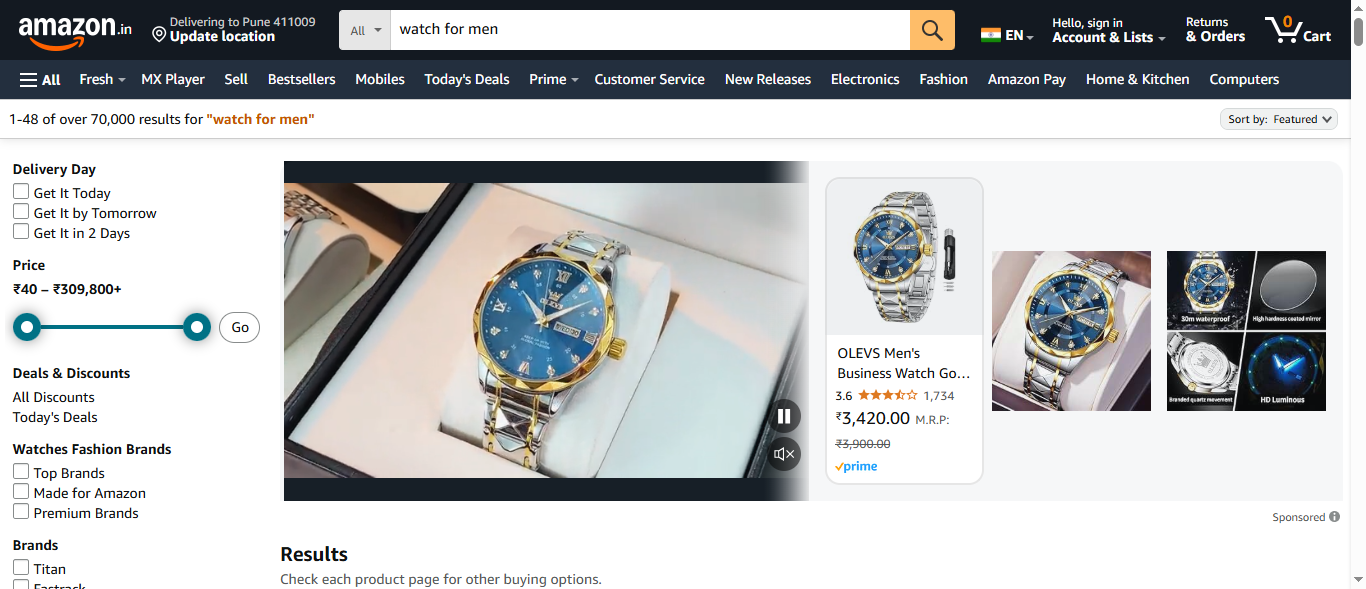 amazon.in
Delivering to Pune 411009
Update location
All
watch for men
EN
Hello, sign in
Account & Lists
Returns
& Orders
0
Cart
All
Fresh
MX Player
Sell
Bestsellers
Mobiles
Today's Deals
Prime
Customer Service
New Releases
Electronics
Fashion
Amazon Pay
Home & Kitchen
Computers
1-48 of over 70,000 results for "watch for men"
Sort by: Featured
Delivery Day
Get It Today
Get It by Tomorrow
Get It in 2 Days
Price
₹40 – ₹309,800+
Go
Deals & Discounts
All Discounts
Today's Deals
Watches Fashion Brands
Top Brands
Made for Amazon
Premium Brands
Brands
Titan
Fastrack
OLEVS
OLEVS Men's
Business Watch Go...
3.6
1,734
₹3,420.00 M.R.P:
₹3,900.00
prime
30m waterproof
High hardness coated mirror
Branded quartz movement
HD Luminous
Sponsored
Results
Check each product page for other buying options.